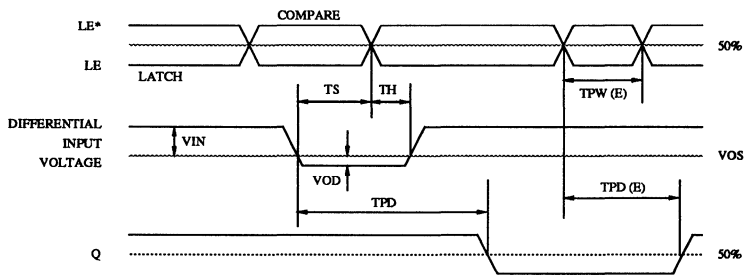 COMPARE
LE*
50%
LE
LATCH
TS
TH
TPW (E)
DIFFERENTIAL
INPUT
VOLTAGE
VIN
VOS
VOD
TPD
TPD (E)
Q
50%